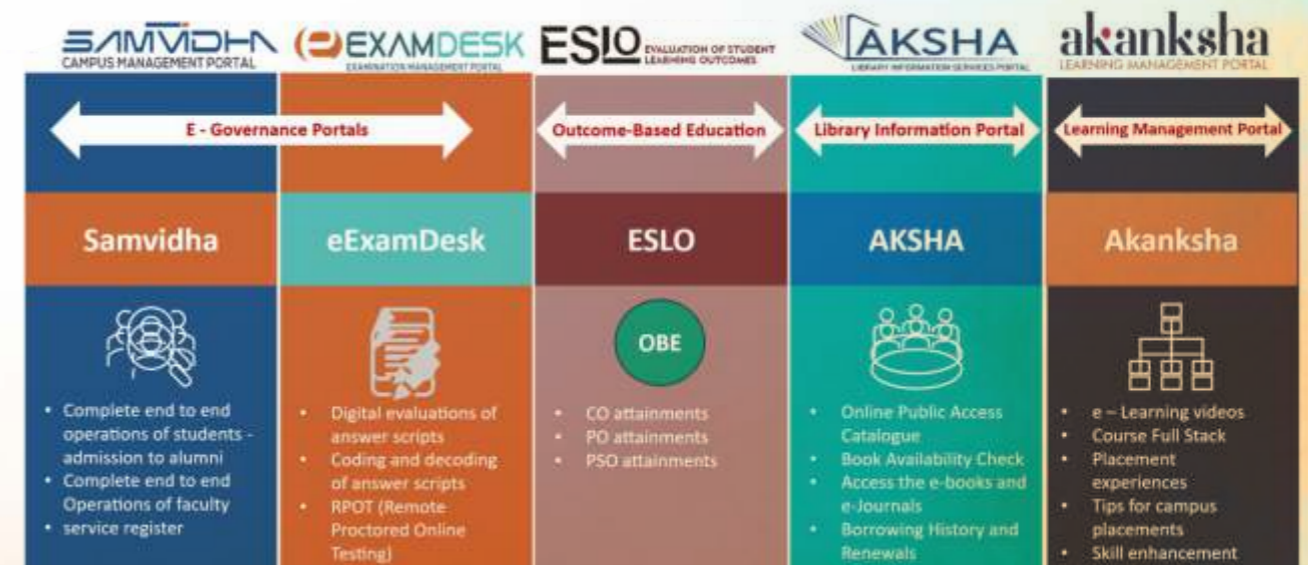 SAMVIDHA
CAMPUS MANAGEMENT PORTAL
eEXAMDESK
EXAMINATION MANAGEMENT PORTAL
ESLO
EVALUATION OF STUDENT
LEARNING OUTCOMES
AKSHA
LIBRARY INFORMATION SERVICES PORTAL
akanksha
LEARNING MANAGEMENT PORTAL
E - Governance Portals
Outcome-Based Education
Library Information Portal
Learning Management Portal
Samvidha
eExamDesk
ESLO
AKSHA
Akanksha
• Complete end to end
operations of students -
admission to alumni
• Complete end to end
Operations of faculty
• service register
• Digital evaluations of
answer scripts
• Coding and decoding
of answer scripts
• RPOT (Remote
Proctored Online
Testing)
OBE
• CO attainments
• PO attainments
• PSO attainments
• Online Public Access
Catalogue
• Book Availability Check
• Access the e-books and
e-Journals
• Borrowing History and
Renewals
• e – Learning videos
• Course Full Stack
• Placement
experiences
• Tips for campus
placements
• Skill enhancement